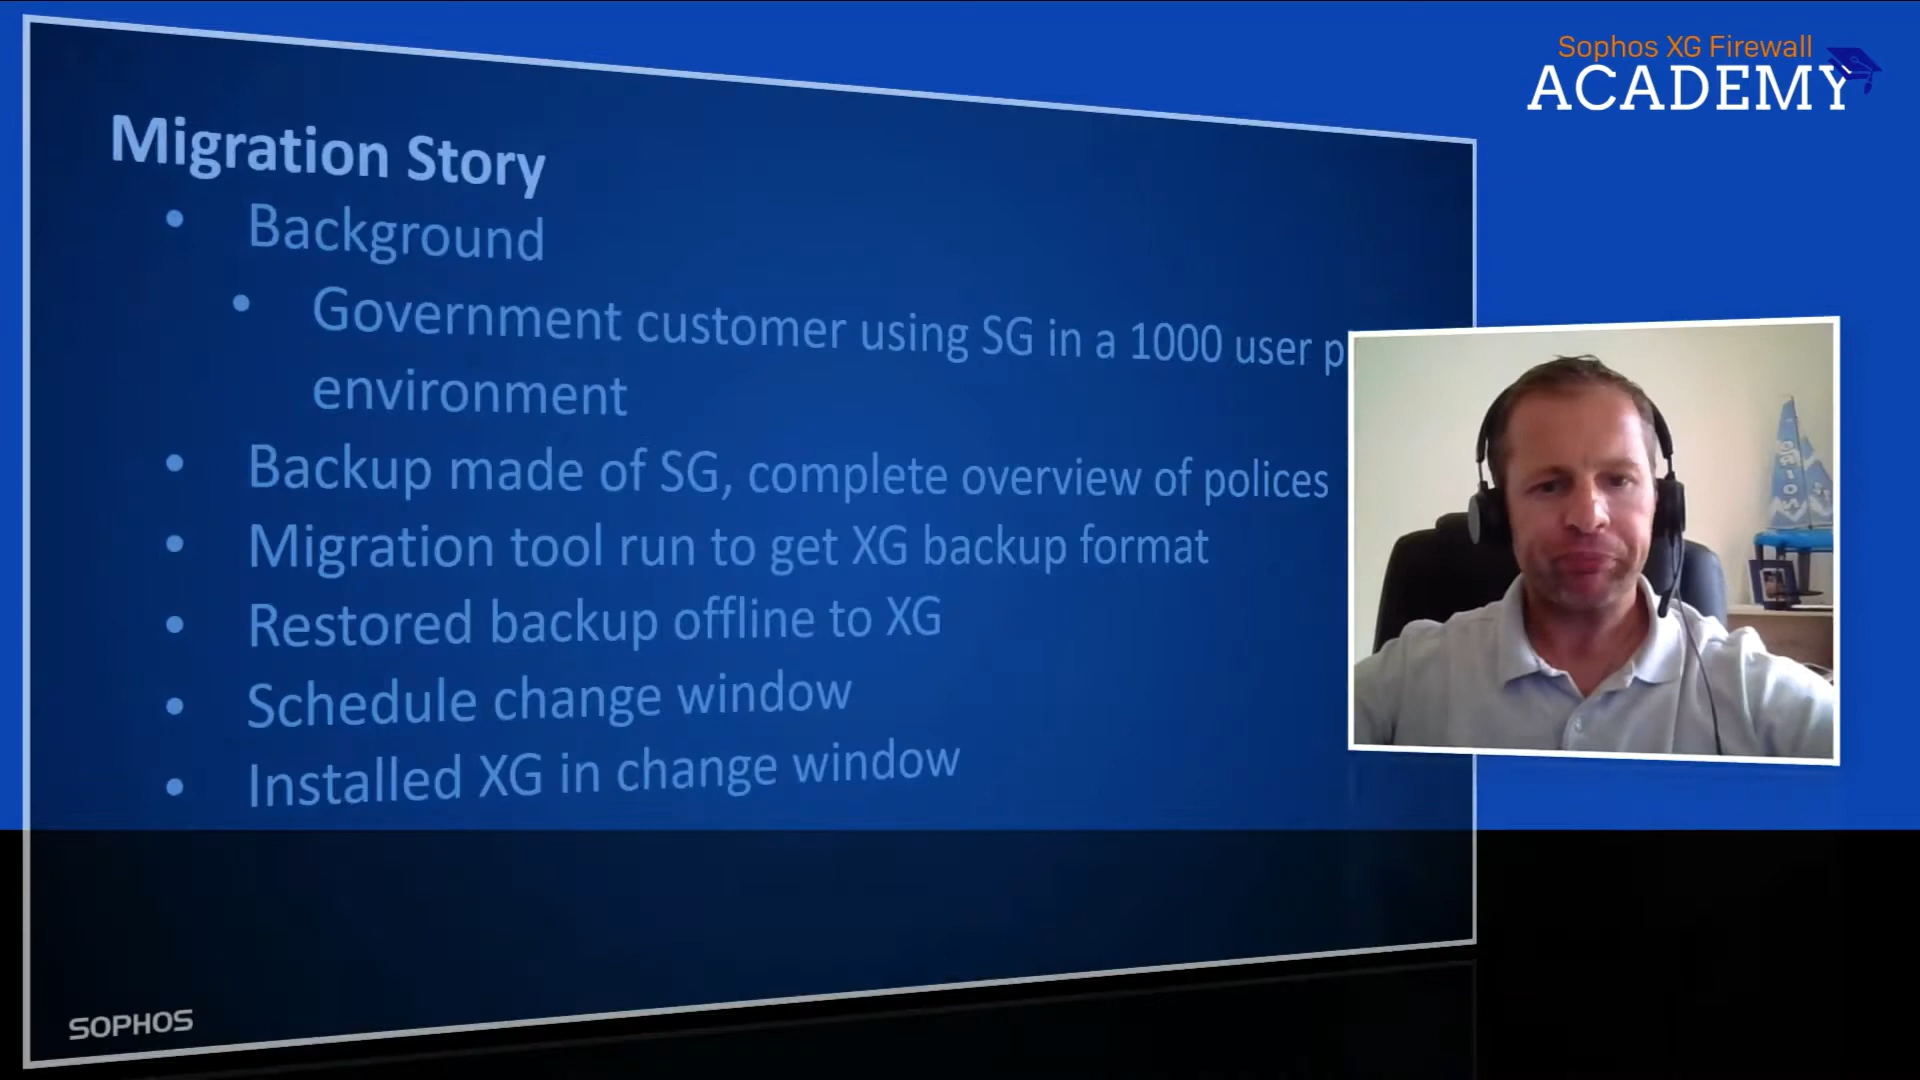 Sophos XG Firewall
ACADEMY
Migration Story
• Background
• Government customer using SG in a 1000 user
environment
• Backup made of SG, complete overview of polices
• Migration tool run to get XG backup format
• Restored backup offline to XG
• Schedule change window
• Installed XG in change window
SOPHOS